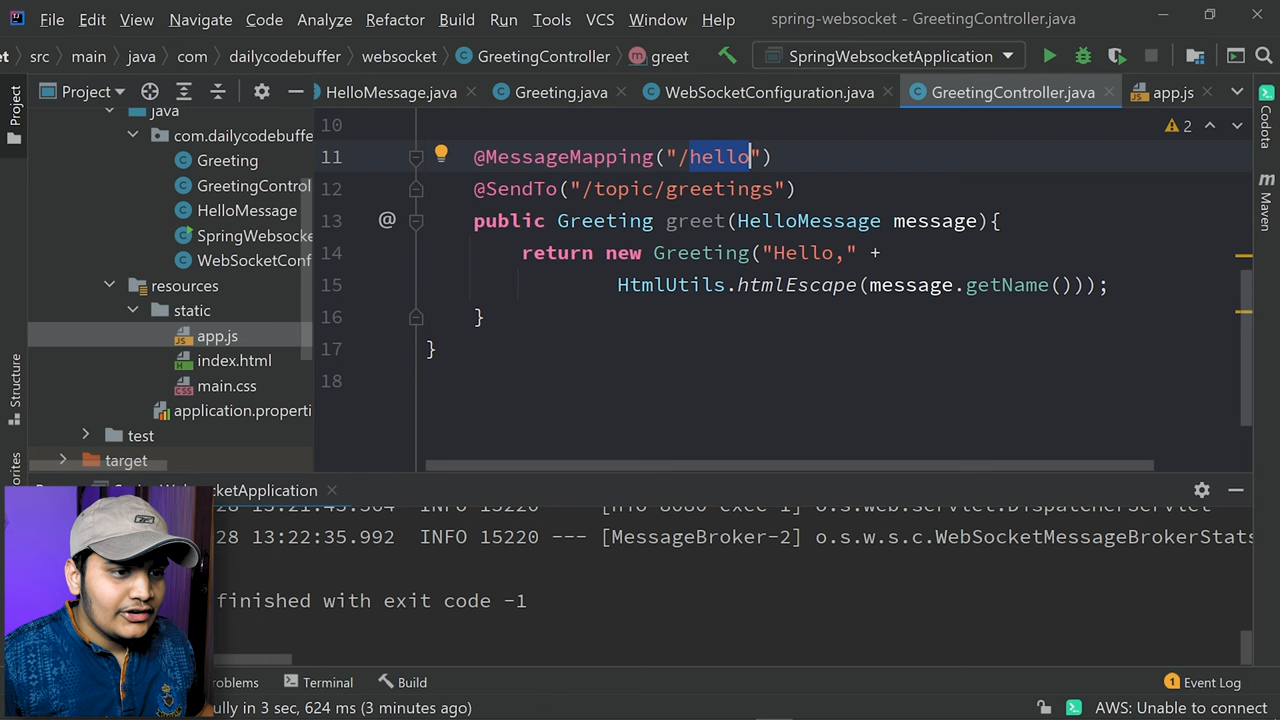 File Edit View Navigate Code Analyze Refactor Build Run Tools VCS Window Help spring-websocket - GreetingController.java
et src main java com dailycodebuffer websocket GreetingController greet SpringWebsocketApplication
Project HelloMessage.java Greeting.java WebSocketConfiguration.java GreetingController.java app.js
Project
Structure
Codota
Maven
java
com.dailycodebuffe
Greeting
GreetingControl
HelloMessage
SpringWebsocke
WebSocketConf
resources
static
app.js
index.html
main.css
application.properti
test
target
10
2
11 @MessageMapping("/hello")
12 @SendTo("/topic/greetings")
13 public Greeting greet(HelloMessage message){
14 return new Greeting("Hello," +
15 HtmlUtils.htmlEscape(message.getName()));
16 }
17 }
18
cketApplication
28 13:22:35.992 INFO 15220 --- [MessageBroker-2] o.s.w.s.c.WebSocketMessageBrokerStats
finished with exit code -1
roblems Terminal Build 1 Event Log
fully in 3 sec, 624 ms (3 minutes ago) AWS: Unable to connect